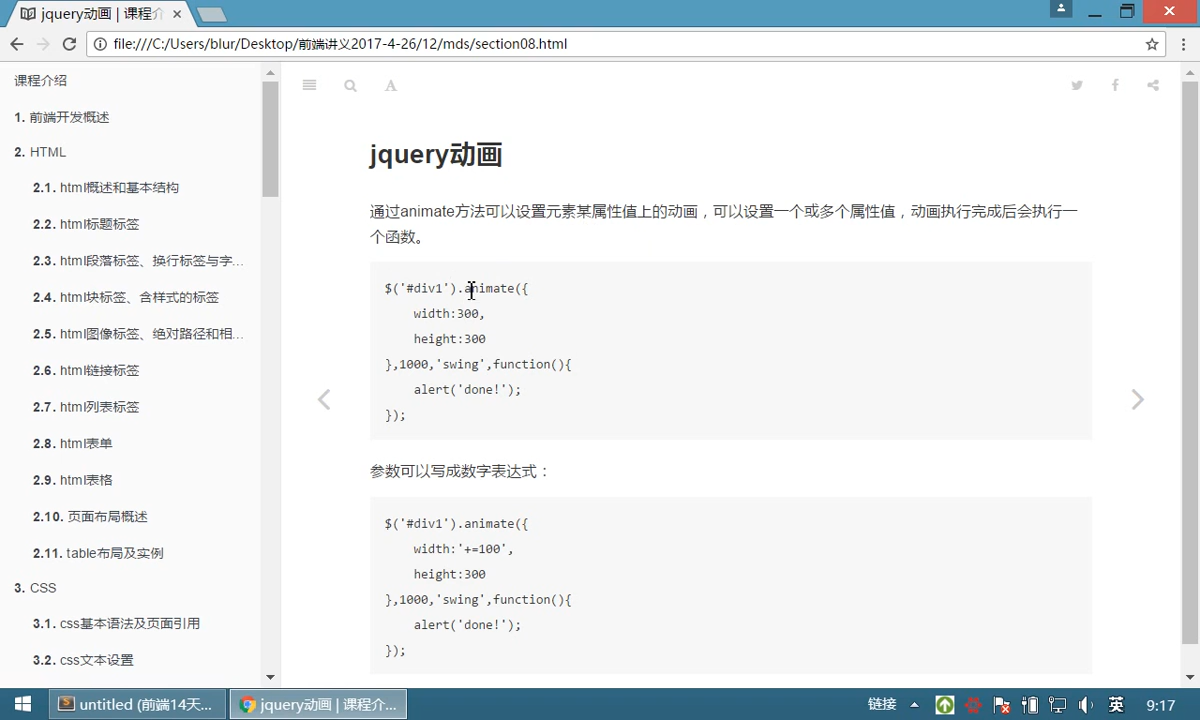 jquery动画 | 课程介
file:///C:/Users/blur/Desktop/前端讲义2017-4-26/12/mds/section08.html
课程介绍
1. 前端开发概述
2. HTML
2.1. html概述和基本结构
2.2. html标题标签
2.3. html段落标签、换行标签与字...
2.4. html块标签、含样式的标签
2.5. html图像标签、绝对路径和相...
2.6. html链接标签
2.7. html列表标签
2.8. html表单
2.9. html表格
2.10. 页面布局概述
2.11. table布局及实例
3. CSS
3.1. css基本语法及页面引用
3.2. css文本设置
A
jquery动画
通过animate方法可以设置元素某属性值上的动画，可以设置一个或多个属性值，动画执行完成后会执行一
个函数。
$('#div1').animate({
width:300,
height:300
},1000,'swing',function(){
alert('done!');
});
参数可以写成数字表达式：
$('#div1').animate({
width:'+=100',
height:300
},1000,'swing',function(){
alert('done!');
});
untitled (前端14天...
jquery动画 | 课程介...
链接
英
9:17